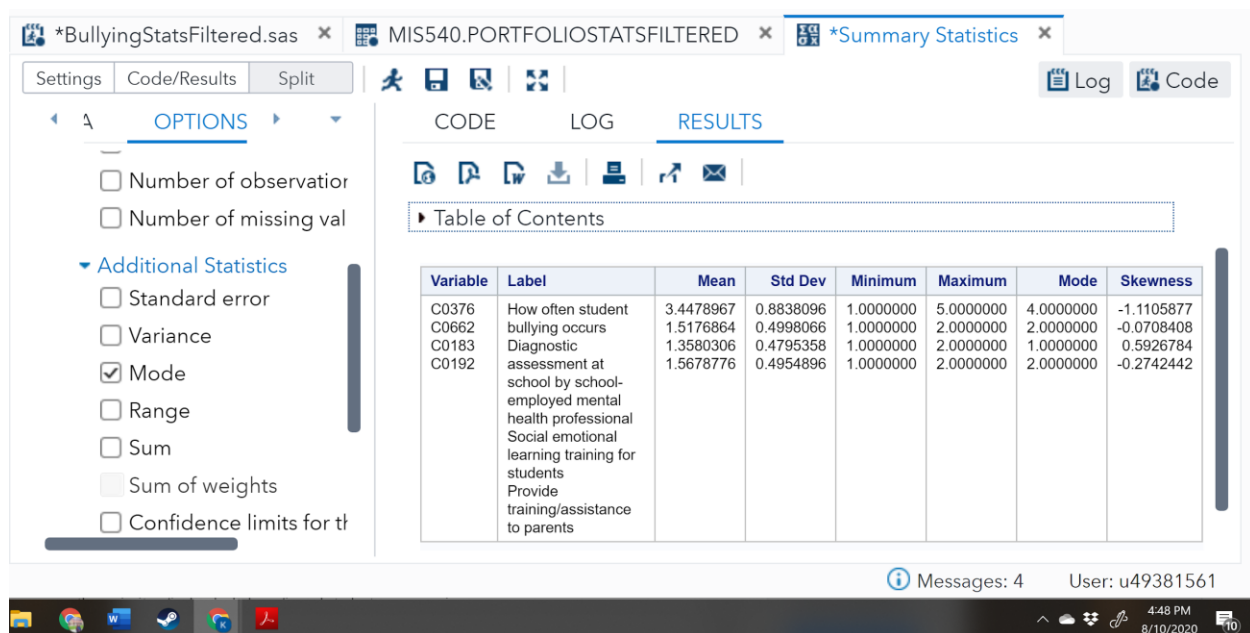 *BullyingStatsFiltered.sas × MIS540.PORTFOLIOSTATSFILTERED × *Summary Statistics ×
Settings Code/Results Split Log Code
OPTIONS CODE LOG RESULTS
Number of observation
Number of missing val
Table of Contents
Additional Statistics
Standard error
Variance
Mode
Range
Sum
Sum of weights
Confidence limits for th
Variable Label Mean Std Dev Minimum Maximum Mode Skewness
C0376 How often student 3.4478967 0.8838096 1.0000000 5.0000000 4.0000000 -1.1105877
C0662 bullying occurs 1.5176864 0.4998066 1.0000000 2.0000000 2.0000000 -0.0708408
C0183 Diagnostic 1.3580306 0.4795358 1.0000000 2.0000000 1.0000000 0.5926784
C0192 assessment at 1.5678776 0.4954896 1.0000000 2.0000000 2.0000000 -0.2742442
school by school-
employed mental
health professional
Social emotional
learning training for
students
Provide
training/assistance
to parents
Messages: 4 User: u49381561
4:48 PM
8/10/2020
10